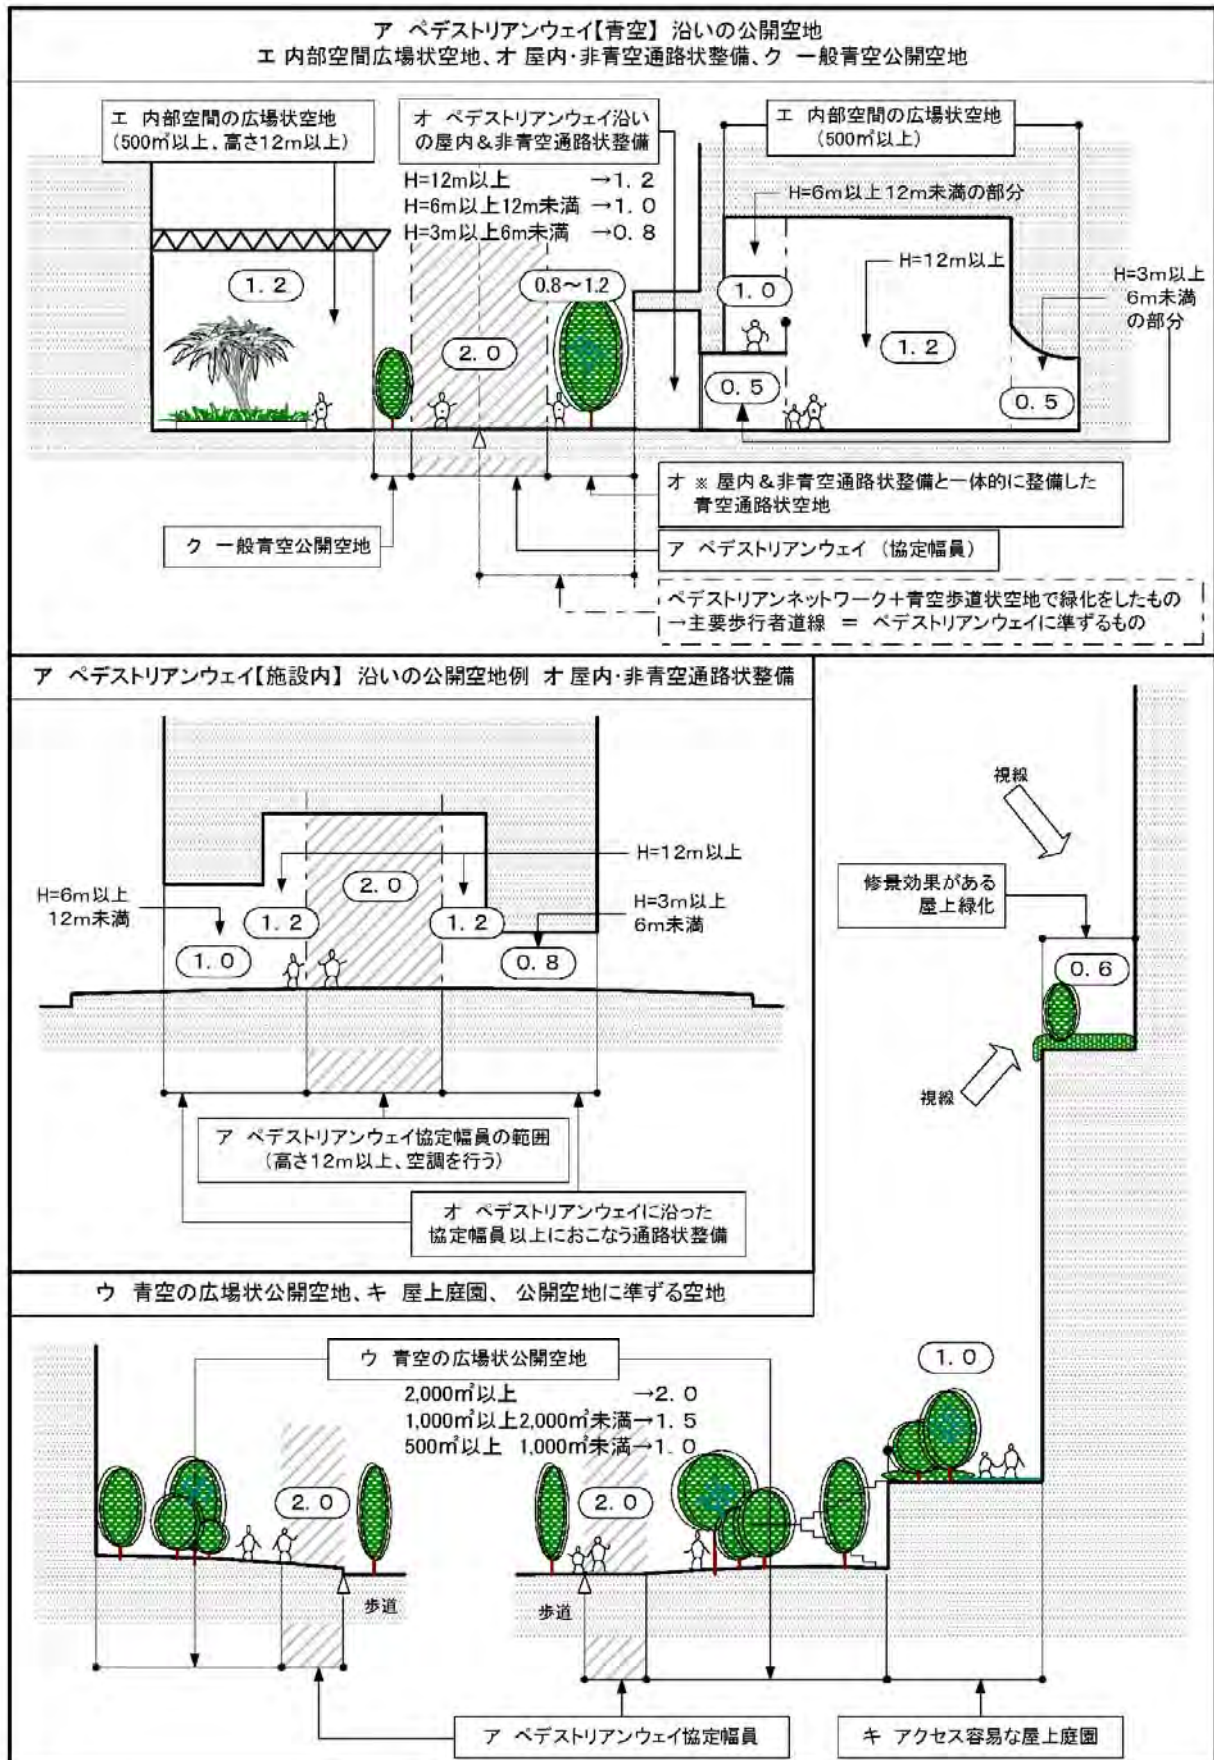 ア ペデストリアンウェイ【青空】 沿いの公開空地
エ 内部空間広場状空地、オ 屋内・非青空通路状整備、ク 一般青空公開空地
エ 内部空間の広場状空地
(500㎡以上、高さ12m以上)
オ ペデストリアンウェイ沿い
の屋内&非青空通路状整備
H=12m以上 →1.2
H=6m以上12m未満 →1.0
H=3m以上6m未満 →0.8
エ 内部空間の広場状空地
(500㎡以上)
H=6m以上12m未満の部分
H=12m以上
H=3m以上
6m未満
の部分
1.2
2.0
0.8~1.2
1.0
0.5
1.2
0.5
オ ※ 屋内&非青空通路状整備と一体的に整備した
青空通路状空地
ク 一般青空公開空地
ア ペデストリアンウェイ (協定幅員)
ペデストリアンネットワーク+青空歩道状空地で緑化をしたもの
→主要歩行者道線 = ペデストリアンウェイに準ずるもの
ア ペデストリアンウェイ【施設内】 沿いの公開空地例 オ 屋内・非青空通路状整備
H=12m以上
H=6m以上
12m未満
H=3m以上
6m未満
2.0
1.2
1.2
1.0
0.8
ア ペデストリアンウェイ協定幅員の範囲
(高さ12m以上、空調を行う)
オ ペデストリアンウェイに沿った
協定幅員以上におこなう通路状整備
視線
修景効果がある
屋上緑化
0.6
視線
ウ 青空の広場状公開空地、キ 屋上庭園、 公開空地に準ずる空地
ウ 青空の広場状公開空地
2,000㎡以上 →2.0
1,000㎡以上2,000㎡未満→1.5
500㎡以上 1,000㎡未満→1.0
1.0
2.0
2.0
歩道
歩道
ア ペデストリアンウェイ協定幅員
キ アクセス容易な屋上庭園